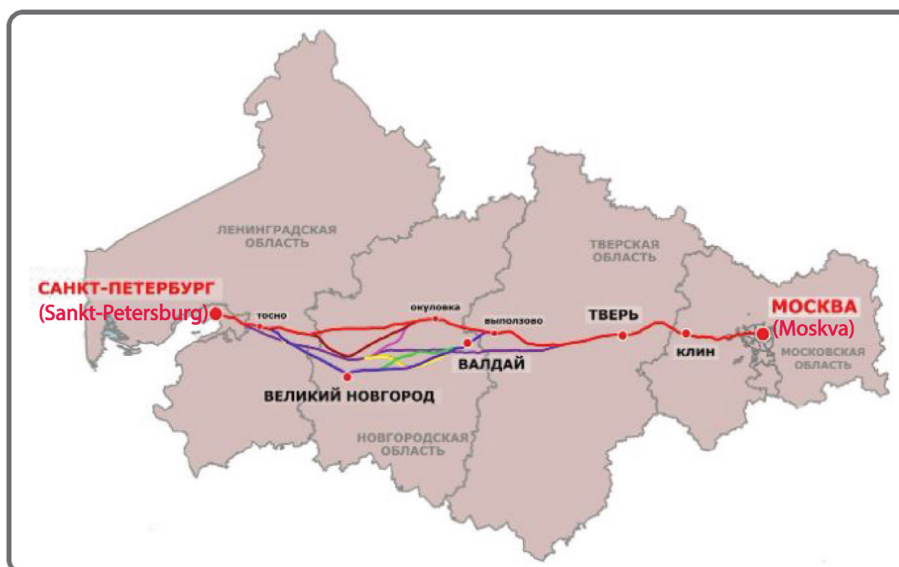 ЛЕНИНГРАДСКАЯ
ОБЛАСТЬ
САНКТ-ПЕТЕРБУРГ
(Sankt-Petersburg)
тосно
окуловка
выползово
ВАЛДАЙ
ВЕЛИКИЙ НОВГОРОД
НОВГОРОДСКАЯ
ОБЛАСТЬ
ТВЕРСКАЯ
ОБЛАСТЬ
ТВЕРЬ
КЛИН
МОСКВА
(Moskva)
МОСКОВСКАЯ
ОБЛАСТЬ